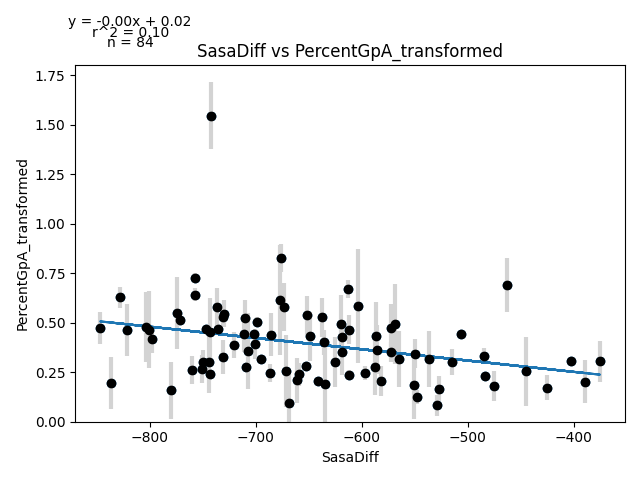 y = -0.00x + 0.02
r^2 = 0.10
n = 84
SasaDiff vs PercentGpA_transformed
1.75
1.50
1.25
1.00
0.75
0.50
0.25
0.00
PercentGpA_transformed
−800 −700 −600 −500 −400
SasaDiff